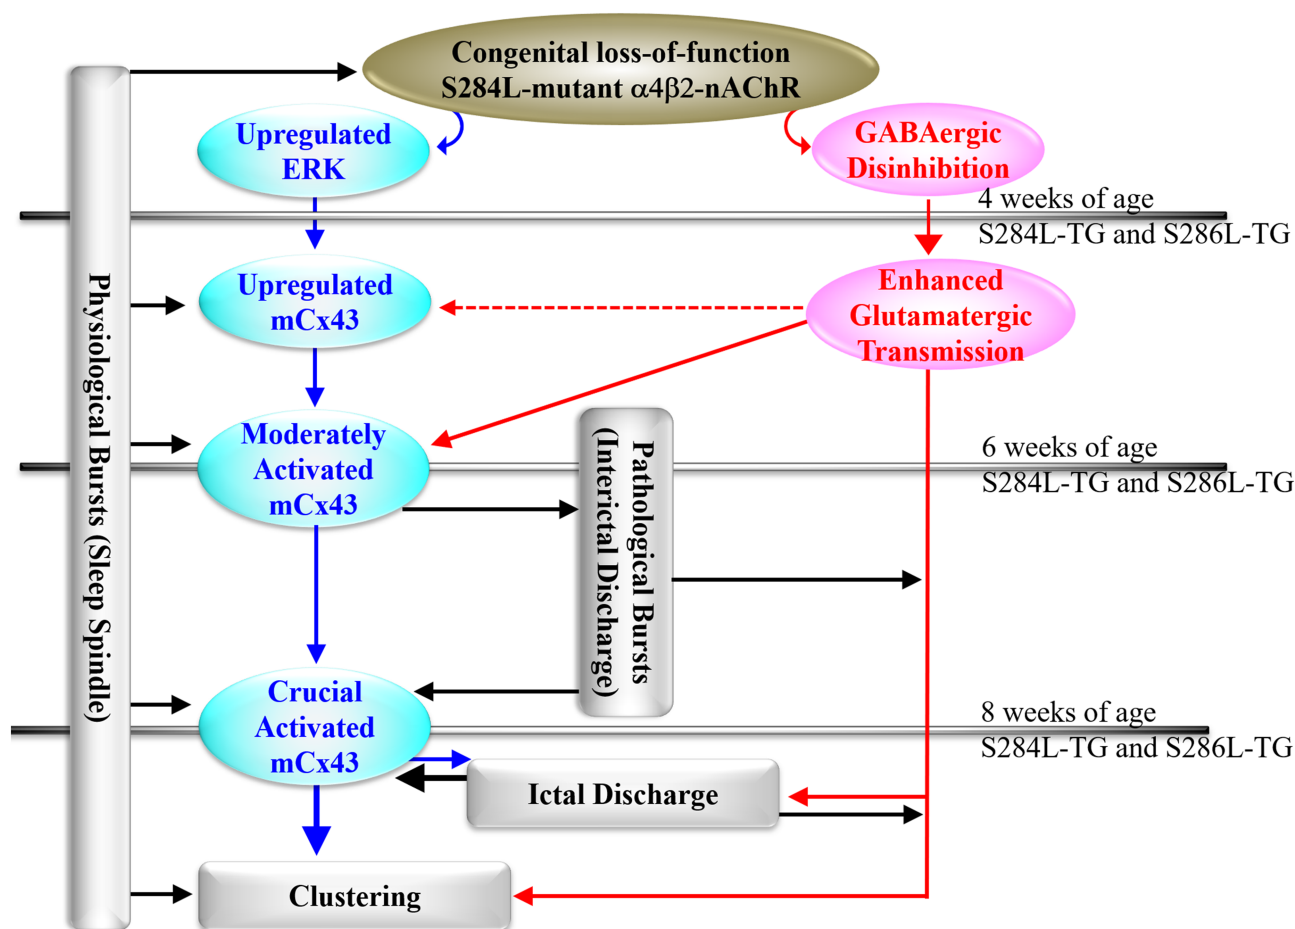 Congenital loss-of-function
S284L-mutant α4β2-nAChR
Upregulated
ERK
GABAergic
Disinhibition
4 weeks of age
S284L-TG and S286L-TG
Physiological Bursts (Sleep Spindle)
Upregulated
mCx43
Enhanced
Glutamatergic
Transmission
Moderately
Activated
mCx43
Pathological Bursts
(Interictal Discharge)
6 weeks of age
S284L-TG and S286L-TG
Crucial
Activated
mCx43
8 weeks of age
S284L-TG and S286L-TG
Ictal Discharge
Clustering